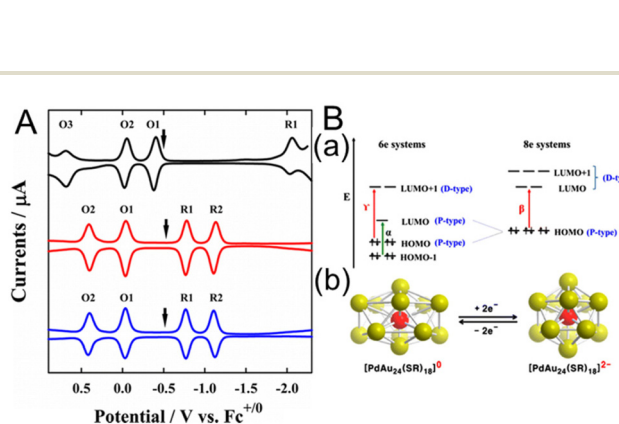 A
O3
O2
O1
R1
O2
O1
R1
R2
O2
O1
R1
R2
Currents / μA
0.5
0.0
-0.5
-1.0
-1.5
-2.0
Potential / V vs. Fc+/0
B
(a)
6e systems
8e systems
E
LUMO+1 (D-type)
LUMO (P-type)
HOMO (P-type)
HOMO-1
γ
α
LUMO+1
(D-ty
LUMO
β
HOMO (P-type)
(b)
+ 2e−
− 2e−
[PdAu24(SR)18]0
[PdAu24(SR)18]2−